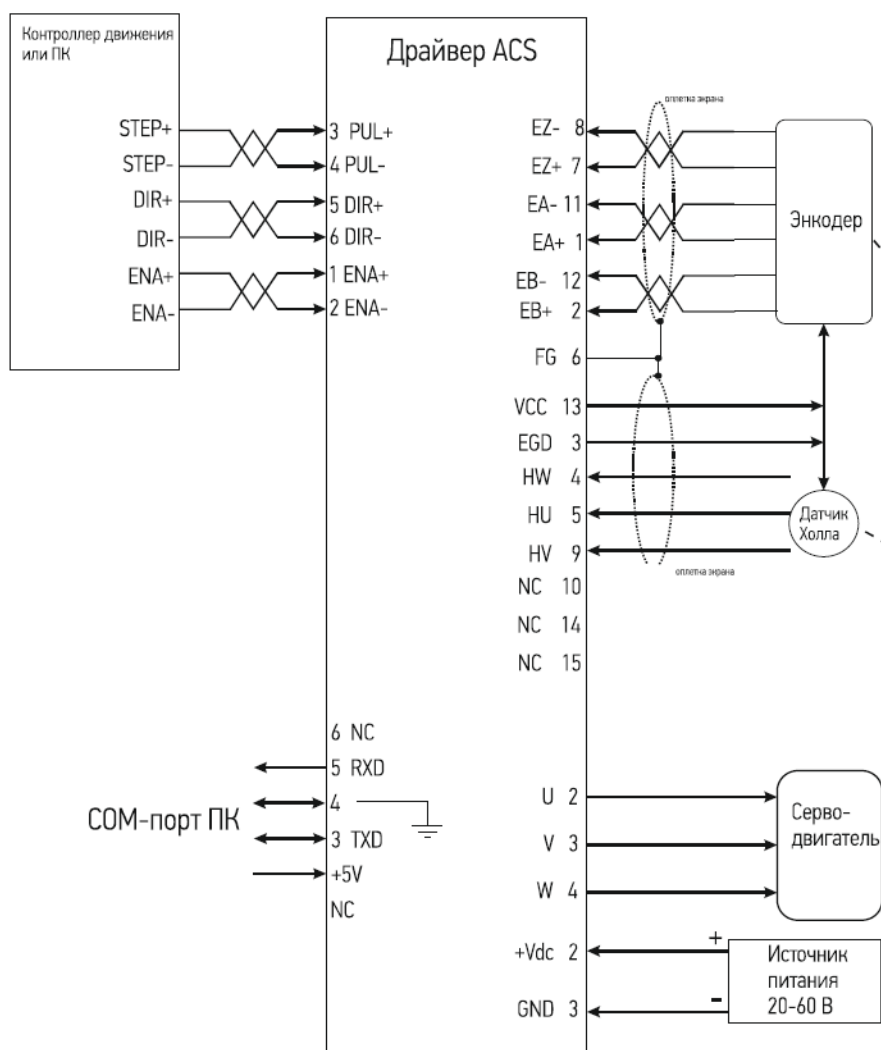 Контроллер движения
или ПК
Драйвер ACS
оплетка экрана
STEP+
3 PUL+
STEP-
4 PUL-
DIR+
5 DIR+
DIR-
6 DIR-
ENA+
1 ENA+
ENA-
2 ENA-
EZ- 8
EZ+ 7
EA- 11
EA+ 1
EB- 12
EB+ 2
FG 6
Энкодер
VCC 13
EGD 3
HW 4
HU 5
HV 9
Датчик
Холла
оплетка экрана
NC 10
NC 14
NC 15
6 NC
5 RXD
4
3 TXD
+5V
NC
COM-порт ПК
U 2
V 3
W 4
Серво-
двигатель
+Vdc 2
GND 3
+
-
Источник
питания
20-60 В